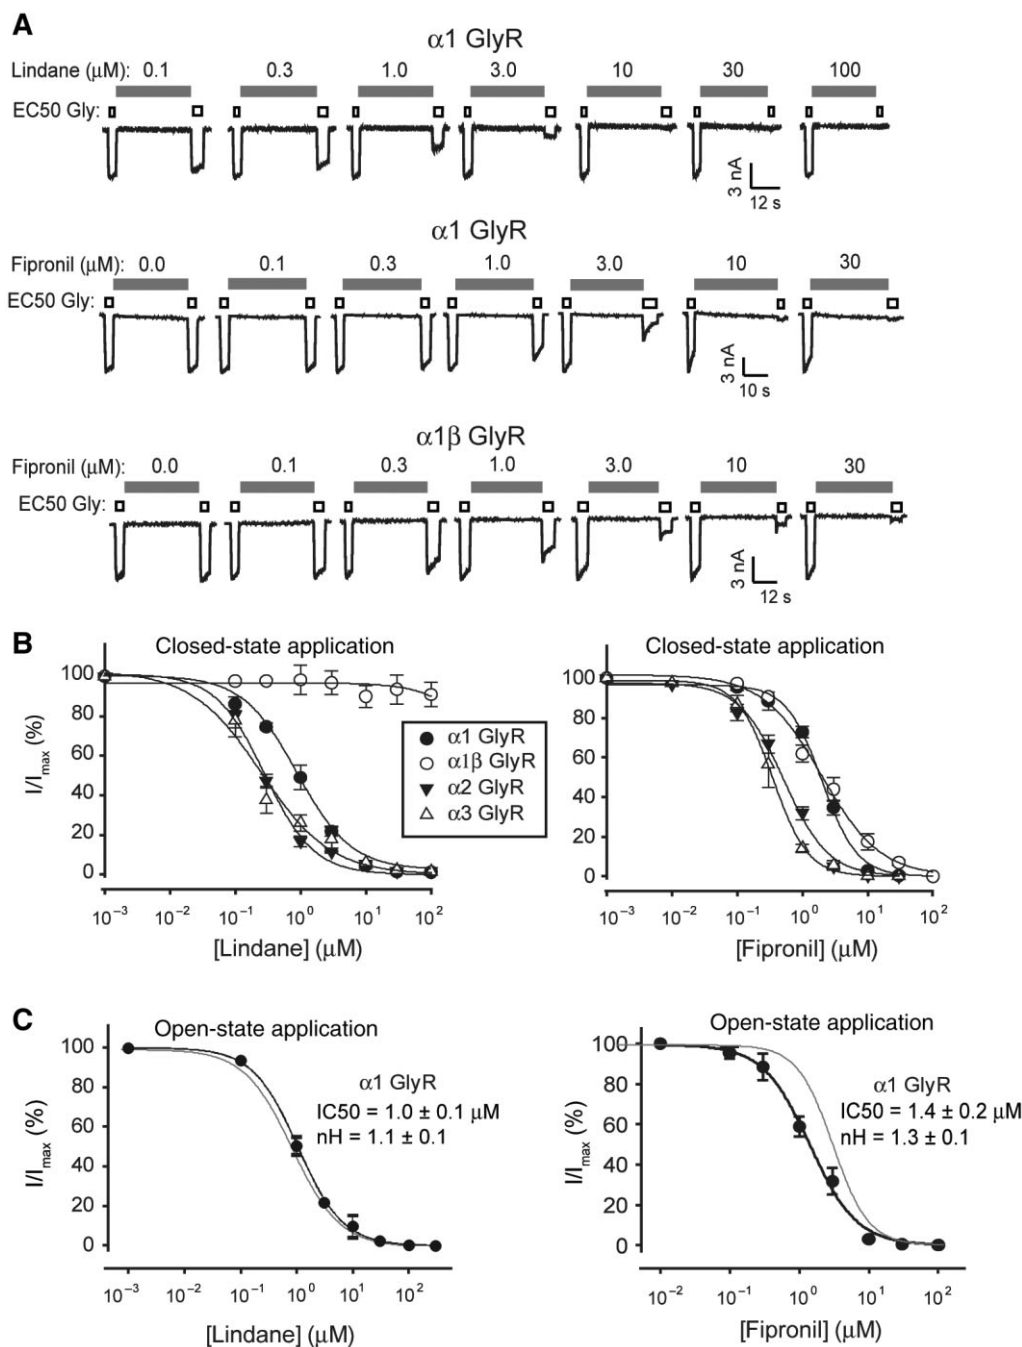 A
α1 GlyR
Lindane (μM): 0.1 0.3 1.0 3.0 10 30 100
EC50 Gly:
3 nA
12 s
α1 GlyR
Fipronil (μM): 0.0 0.1 0.3 1.0 3.0 10 30
EC50 Gly:
3 nA
10 s
α1β GlyR
Fipronil (μM): 0.0 0.1 0.3 1.0 3.0 10 30
EC50 Gly:
3 nA
12 s
B
Closed-state application
I/Imax (%)
100
80
60
40
20
0
α1 GlyR
α1β GlyR
α2 GlyR
α3 GlyR
10⁻³ 10⁻² 10⁻¹ 10⁰ 10¹ 10²
[Lindane] (μM)
Closed-state application
100
80
60
40
20
0
10⁻³ 10⁻² 10⁻¹ 10⁰ 10¹ 10²
[Fipronil] (μM)
C
Open-state application
I/Imax (%)
100
80
60
40
20
0
α1 GlyR
IC50 = 1.0 ± 0.1 μM
nH = 1.1 ± 0.1
10⁻³ 10⁻² 10⁻¹ 10⁰ 10¹ 10²
[Lindane] (μM)
Open-state application
I/Imax (%)
100
80
60
40
20
0
α1 GlyR
IC50 = 1.4 ± 0.2 μM
nH = 1.3 ± 0.1
10⁻² 10⁻¹ 10⁰ 10¹ 10²
[Fipronil] (μM)